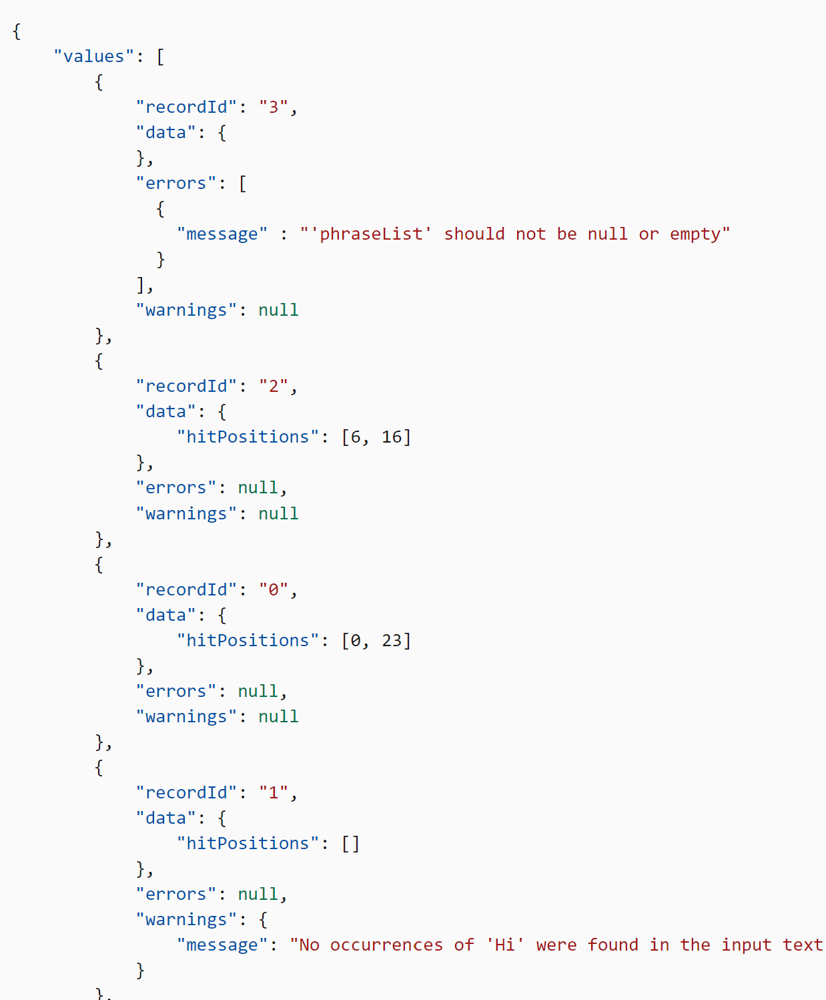 {
     "values": [
         {
             "recordId": "3",
             "data": {
             },
             "errors": [
               {
                 "message" : "'phraseList' should not be null or empty"
               }
             ],
             "warnings": null
         },
         {
             "recordId": "2",
             "data": {
                 "hitPositions": [6, 16]
             },
             "errors": null,
             "warnings": null
         },
         {
             "recordId": "0",
             "data": {
                 "hitPositions": [0, 23]
             },
             "errors": null,
             "warnings": null
         },
         {
             "recordId": "1",
             "data": {
                 "hitPositions": []
             },
             "errors": null,
             "warnings": {
                 "message": "No occurrences of 'Hi' were found in the input text
             }
         },